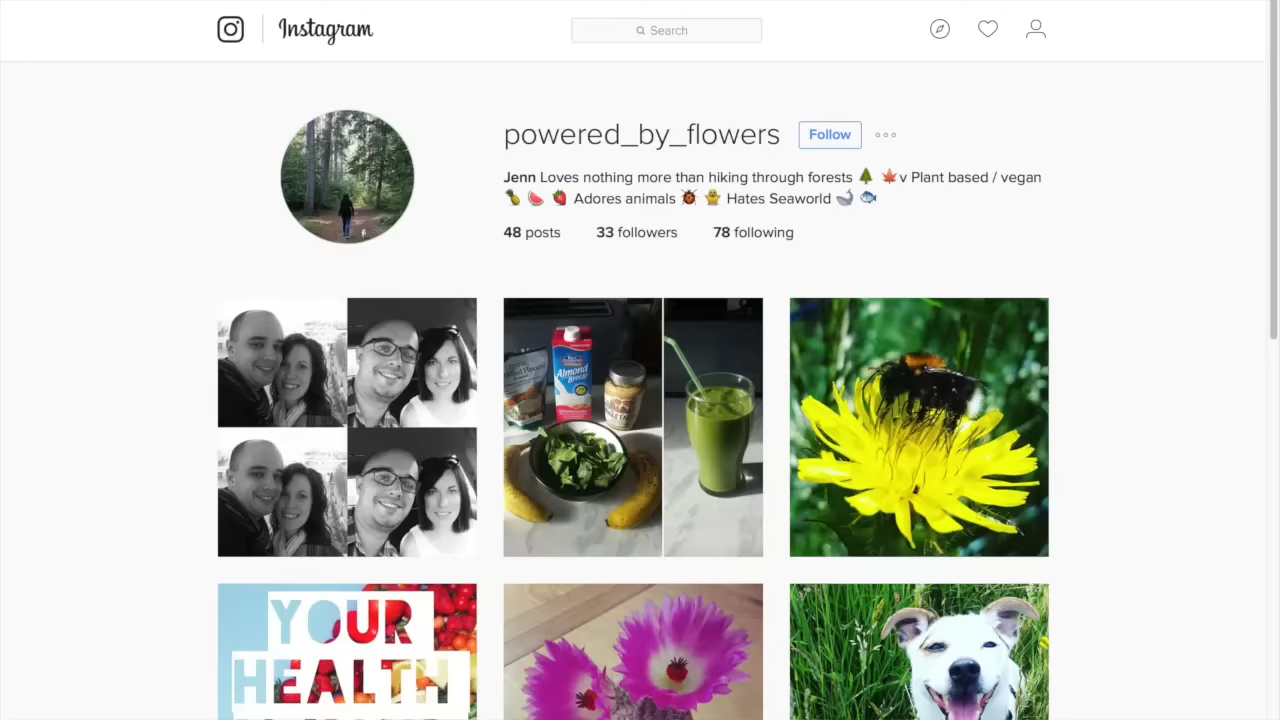 Instagram
Search
powered_by_flowers
Follow
Jenn Loves nothing more than hiking through forests 🌲 🍁v Plant based / vegan
🍍 🍉 🍓 Adores animals 🐞 🐥 Hates Seaworld 🐋 🐟
48 posts 33 followers 78 following
Almond
Breeze
YOUR
HEALTH